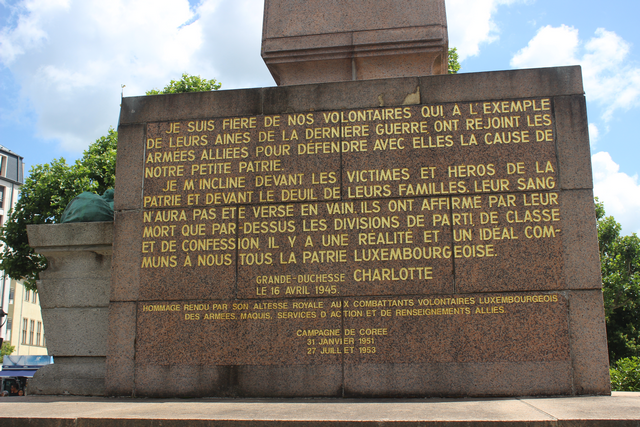 JE SUIS FIERE DE NOS VOLONTAIRES QUI A L'EXEMPLE
DE LEURS AINES DE LA DERNIERE GUERRE ONT REJOINT LES
ARMÉES ALLIÉES POUR DÉFENDRE AVEC ELLES LA CAUSE DE
NOTRE PETITE PATRIE.
JE M'INCLINE DEVANT LES VICTIMES ET HEROS DE LA
PATRIE ET DEVANT LE DEUIL DE LEURS FAMILLES. LEUR SANG
N'AURA PAS ETE VERSE EN VAIN. ILS ONT AFFIRME PAR LEUR
MORT QUE PAR-DESSUS LES DIVISIONS DE PARTI DE CLASSE
ET DE CONFESSION IL Y A UNE RÉALITÉ ET UN IDÉAL COM-
MUNS À NOUS TOUS LA PATRIE LUXEMBOURGEOISE.
GRANDE-DUCHESSE CHARLOTTE
LE 16 AVRIL 1945.
HOMMAGE RENDU PAR SON ALTESSE ROYALE AUX COMBATTANTS VOLONTAIRES LUXEMBOURGEOIS
DES ARMEES, MAQUIS, SERVICES D'ACTION ET DE RENSEIGNEMENTS ALLIES.
CAMPAGNE DE COREE
31 JANVIER 1951
27 JUILLET 1953